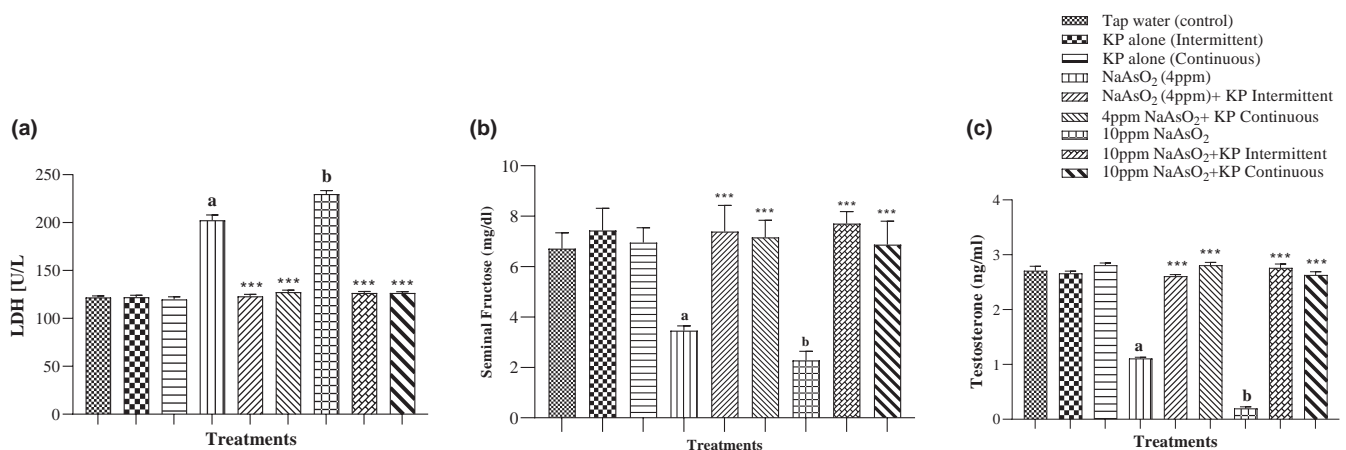 Tap water (control)
KP alone (Intermittent)
KP alone (Continuous)
NaAsO₂ (4ppm)
NaAsO₂ (4ppm)+ KP Intermittent
4ppm NaAsO₂+ KP Continuous
10ppm NaAsO₂
10ppm NaAsO₂+KP Intermittent
10ppm NaAsO₂+KP Continuous
(a)
LDH [U/L
250
200
150
100
50
0
a
***
***
b
***
***
Treatments
(b)
Seminal Fructose (mg/dl)
10
8
6
4
2
0
a
***
***
b
***
***
Treatments
(c)
Testosterone (ng/ml)
4
3
2
1
0
a
***
***
b
***
***
Treatments